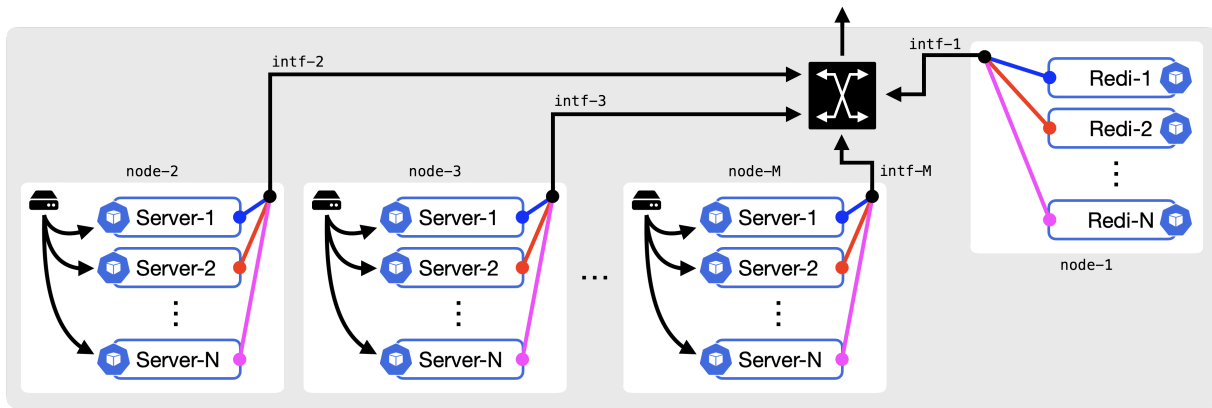 intf-1
intf-2
intf-3
intf-M
node-2
node-3
node-M
Redi-1
Redi-2
⋮
Redi-N
node-1
Server-1
Server-2
⋮
Server-N
Server-1
Server-2
⋮
Server-N
...
Server-1
Server-2
⋮
Server-N